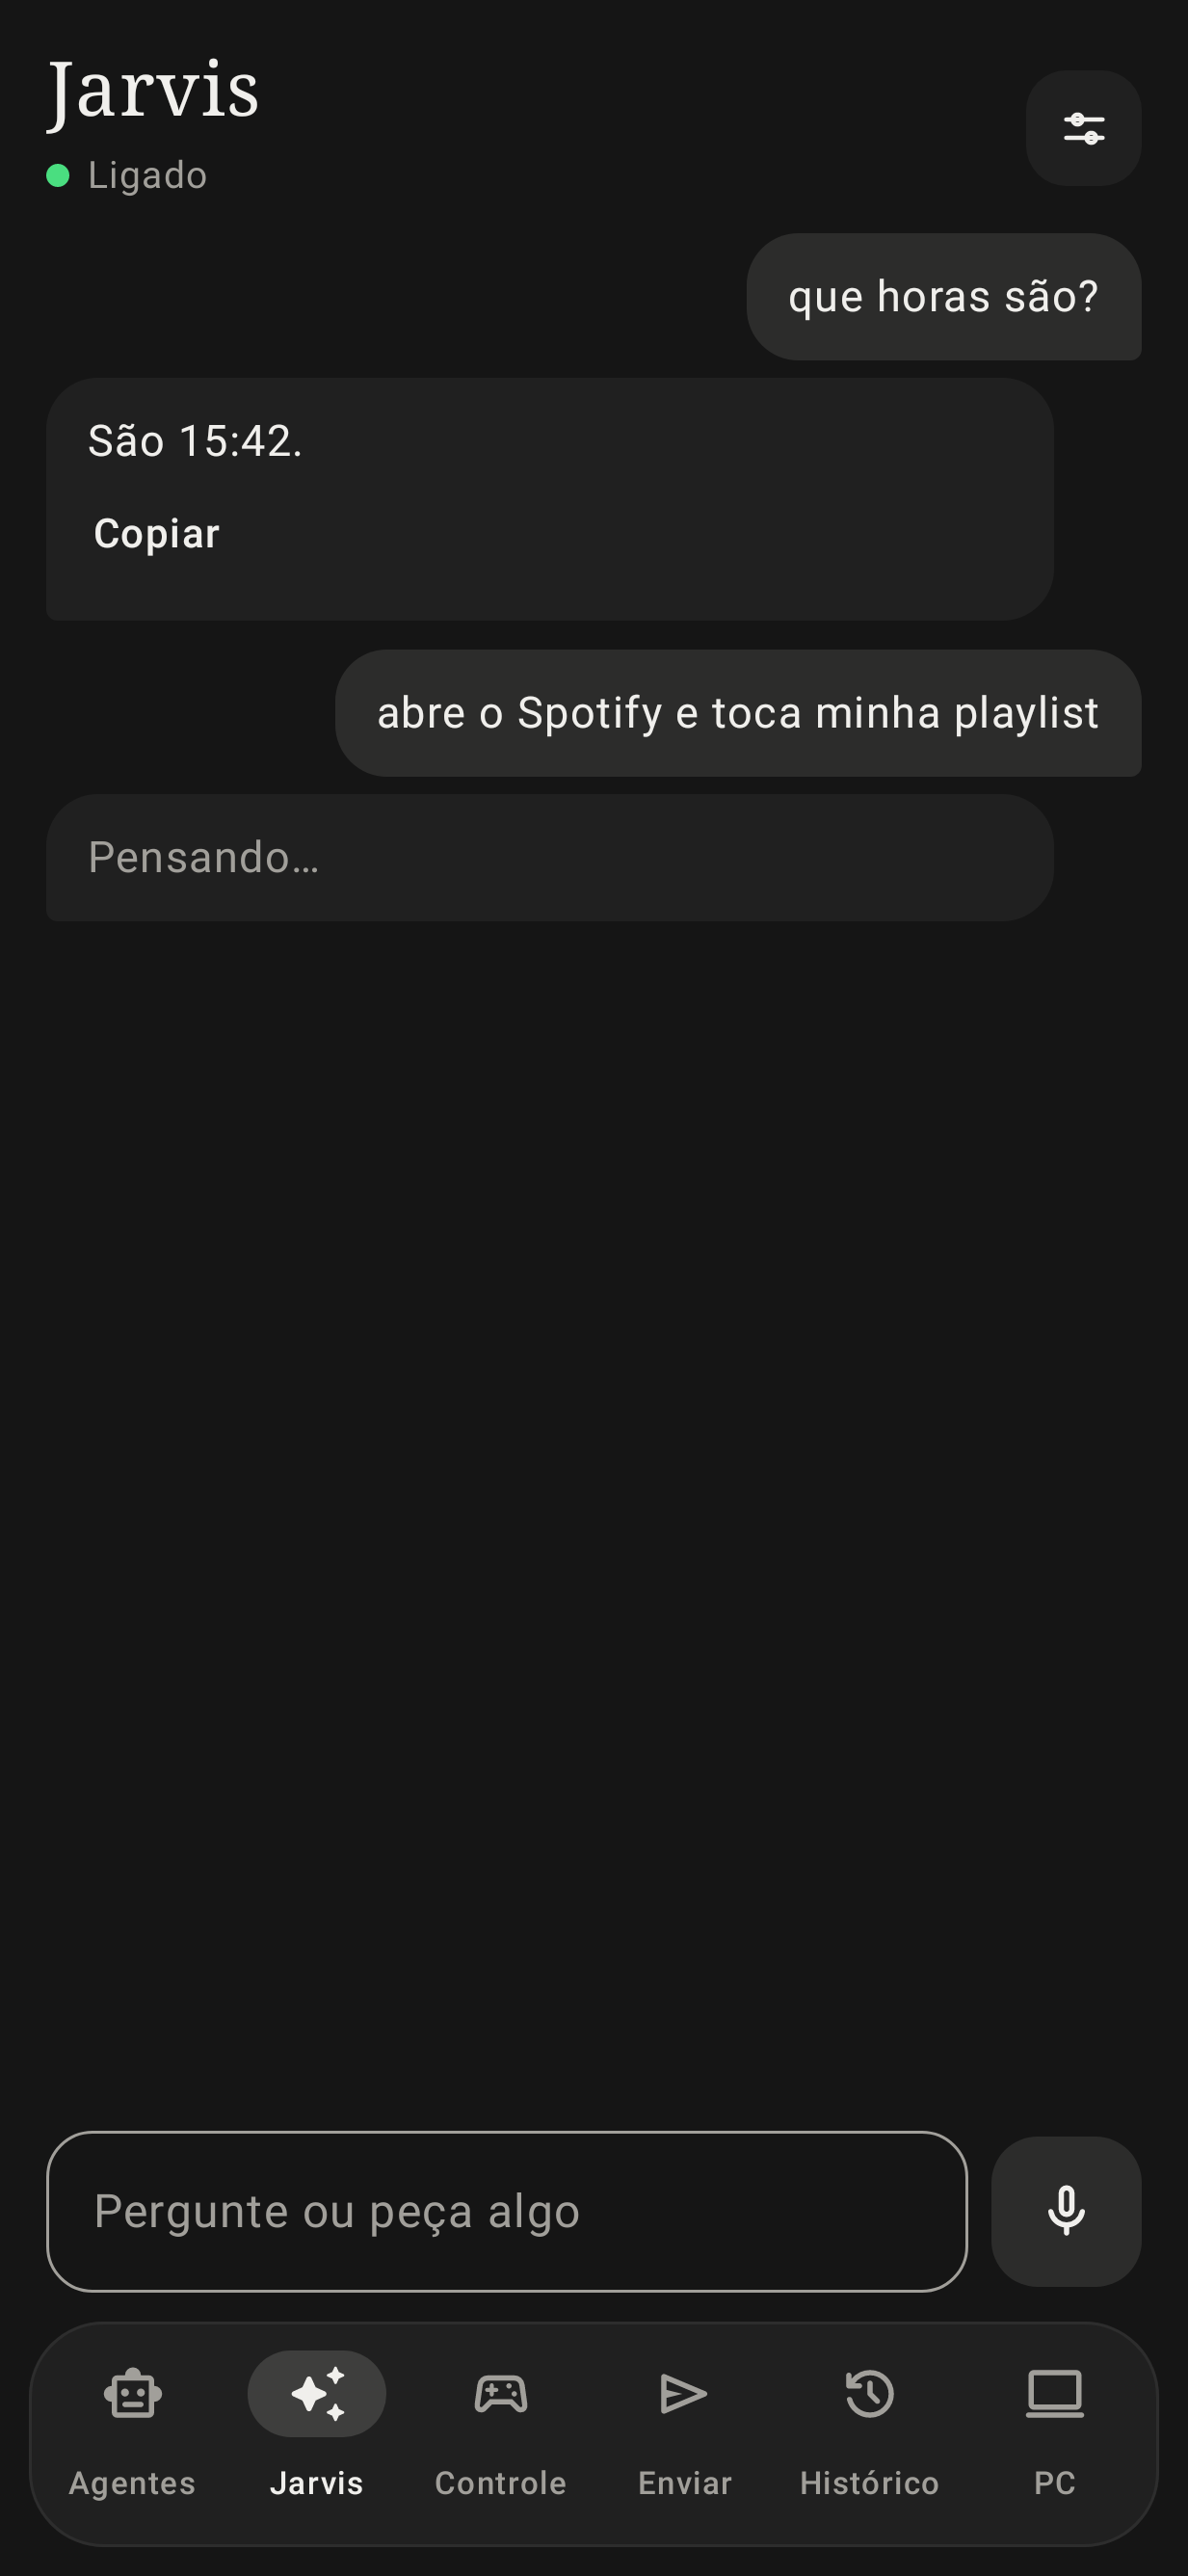 Jarvis
Ligado
que horas são?
São 15:42.
Copiar
abre o Spotify e toca minha playlist
Pensando…
Pergunte ou peça algo
Agentes
Jarvis
Controle
Enviar
Histórico
PC